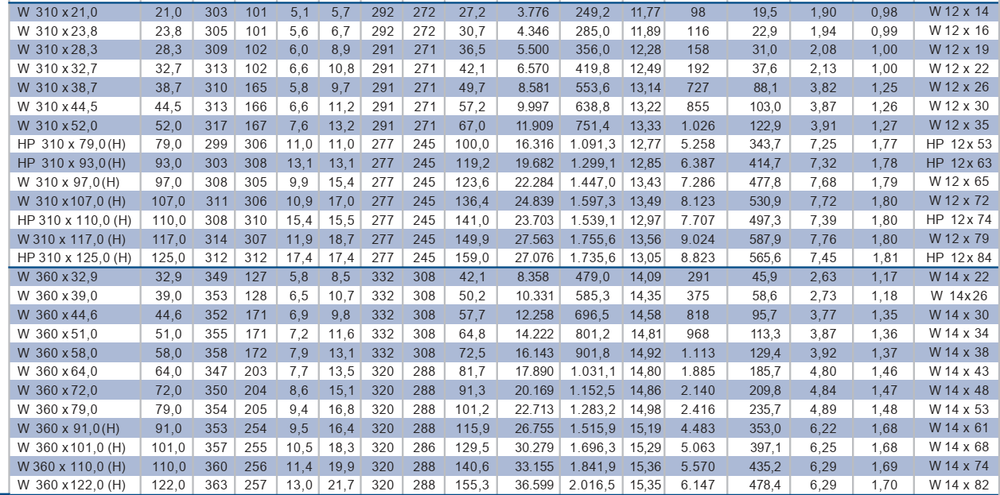 W 310 x 21,0 21,0 303 101 5,1 5,7 292 272 27,2 3.776 249,2 11,77 98 19,5 1,90 0,98 W 12 x 14
W 310 x 23,8 23,8 305 101 5,6 6,7 292 272 30,7 4.346 285,0 11,89 116 22,9 1,94 0,99 W 12 x 16
W 310 x 28,3 28,3 309 102 6,0 8,9 291 271 36,5 5.500 356,0 12,28 158 31,0 2,08 1,00 W 12 x 19
W 310 x 32,7 32,7 313 102 6,6 10,8 291 271 42,1 6.570 419,8 12,49 192 37,6 2,13 1,00 W 12 x 22
W 310 x 38,7 38,7 310 165 5,8 9,7 291 271 49,7 8.581 553,6 13,14 727 88,1 3,82 1,25 W 12 x 26
W 310 x 44,5 44,5 313 166 6,6 11,2 291 271 57,2 9.997 638,8 13,22 855 103,0 3,87 1,26 W 12 x 30
W 310 x 52,0 52,0 317 167 7,6 13,2 291 271 67,0 11.909 751,4 13,33 1.026 122,9 3,91 1,27 W 12 x 35
HP 310 x 79,0 (H) 79,0 299 306 11,0 11,0 277 245 100,0 16.316 1.091,3 12,77 5.258 343,7 7,25 1,77 HP 12 x 53
HP 310 x 93,0 (H) 93,0 303 308 13,1 13,1 277 245 119,2 19.682 1.299,1 12,85 6.387 414,7 7,32 1,78 HP 12 x 63
W 310 x 97,0 (H) 97,0 308 305 9,9 15,4 277 245 123,6 22.284 1.447,0 13,43 7.286 477,8 7,68 1,79 W 12 x 65
W 310 x107,0 (H) 107,0 311 306 10,9 17,0 277 245 136,4 24.839 1.597,3 13,49 8.123 530,9 7,72 1,80 W 12 x 72
HP 310 x 110,0 (H) 110,0 308 310 15,4 15,5 277 245 141,0 23.703 1.539,1 12,97 7.707 497,3 7,39 1,80 HP 12 x 74
W 310 x 117,0 (H) 117,0 314 307 11,9 18,7 277 245 149,9 27.563 1.755,6 13,56 9.024 587,9 7,76 1,80 W 12 x 79
HP 310 x 125,0 (H) 125,0 312 312 17,4 17,4 277 245 159,0 27.076 1.735,6 13,05 8.823 565,6 7,45 1,81 HP 12 x 84
W 360 x 32,9 32,9 349 127 5,8 8,5 332 308 42,1 8.358 479,0 14,09 291 45,9 2,63 1,17 W 14 x 22
W 360 x 39,0 39,0 353 128 6,5 10,7 332 308 50,2 10.331 585,3 14,35 375 58,6 2,73 1,18 W 14x26
W 360 x 44,6 44,6 352 171 6,9 9,8 332 308 57,7 12.258 696,5 14,58 818 95,7 3,77 1,35 W 14 x 30
W 360 x 51,0 51,0 355 171 7,2 11,6 332 308 64,8 14.222 801,2 14,81 968 113,3 3,87 1,36 W 14 x 34
W 360 x 58,0 58,0 358 172 7,9 13,1 332 308 72,5 16.143 901,8 14,92 1.113 129,4 3,92 1,37 W 14 x 38
W 360 x 64,0 64,0 347 203 7,7 13,5 320 288 81,7 17.890 1.031,1 14,80 1.885 185,7 4,80 1,46 W 14 x 43
W 360 x 72,0 72,0 350 204 8,6 15,1 320 288 91,3 20.169 1.152,5 14,86 2.140 209,8 4,84 1,47 W 14 x 48
W 360 x 79,0 79,0 354 205 9,4 16,8 320 288 101,2 22.713 1.283,2 14,98 2.416 235,7 4,89 1,48 W 14 x 53
W 360 x 91,0 (H) 91,0 353 254 9,5 16,4 320 288 115,9 26.755 1.515,9 15,19 4.483 353,0 6,22 1,68 W 14 x 61
W 360 x101,0 (H) 101,0 357 255 10,5 18,3 320 286 129,5 30.279 1.696,3 15,29 5.063 397,1 6,25 1,68 W 14 x 68
W 360 x 110,0 (H) 110,0 360 256 11,4 19,9 320 288 140,6 33.155 1.841,9 15,36 5.570 435,2 6,29 1,69 W 14 x 74
W 360 x122,0 (H) 122,0 363 257 13,0 21,7 320 288 155,3 36.599 2.016,5 15,35 6.147 478,4 6,29 1,70 W 14 x 82